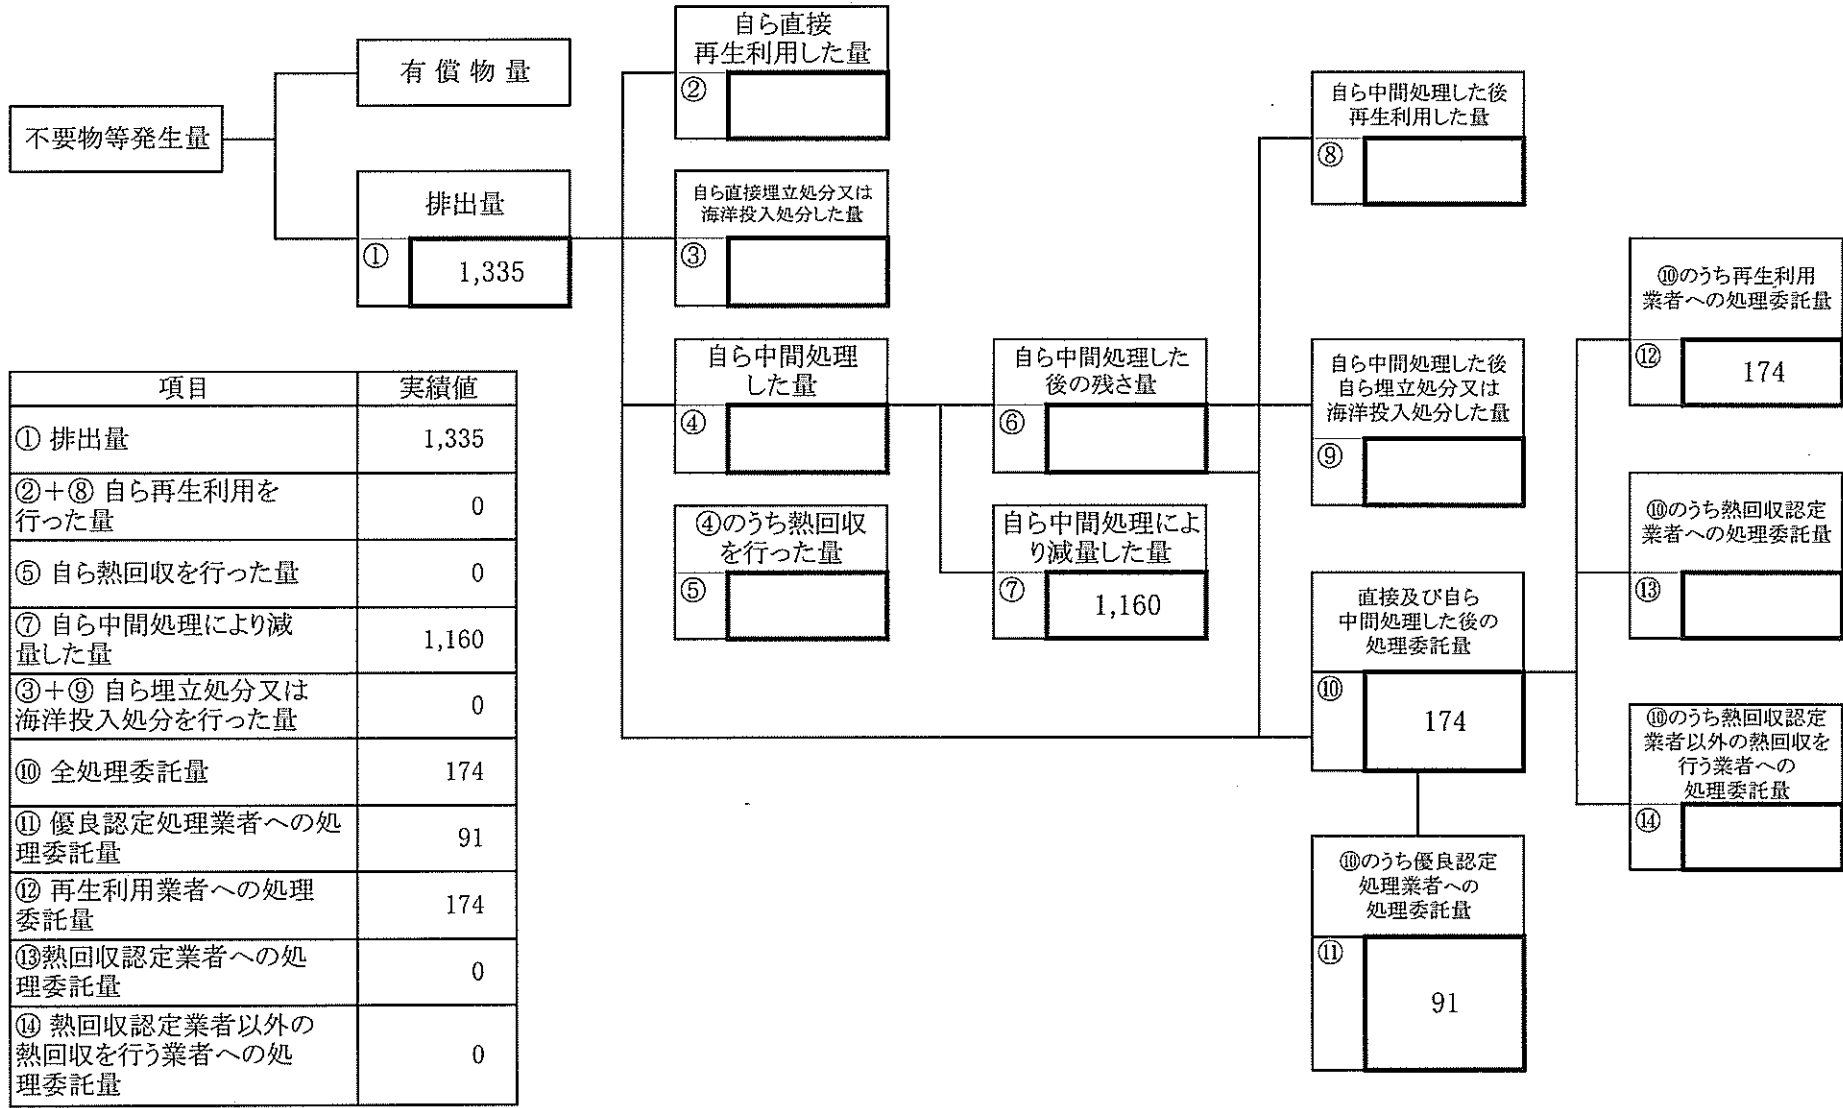 不要物等発生量
有 償 物 量
排出量
①
1,335
自ら直接
再生利用した量
②
自ら直接埋立処分又は
海洋投入処分した量
③
自ら中間処理
した量
④
④のうち熱回収
を行った量
⑤
自ら中間処理した
後の残さ量
⑥
自ら中間処理によ
り減量した量
⑦
1,160
自ら中間処理した後
再生利用した量
⑧
自ら中間処理した後
自ら埋立処分又は
海洋投入処分した量
⑨
直接及び自ら
中間処理した後の
処理委託量
⑩
174
⑩のうち優良認定
処理業者への
処理委託量
⑪
91
⑩のうち再生利用
業者への処理委託量
⑫
174
⑩のうち熱回収認定
業者への処理委託量
⑬
⑩のうち熱回収認定
業者以外の熱回収を
行う業者への
処理委託量
⑭
項目 実績値
① 排出量 1,335
②+⑧ 自ら再生利用を
行った量 0
⑤ 自ら熱回収を行った量 0
⑦ 自ら中間処理により減
量した量 1,160
③+⑨ 自ら埋立処分又は
海洋投入処分を行った量 0
⑩ 全処理委託量 174
⑪ 優良認定処理業者への処
理委託量 91
⑫ 再生利用業者への処理
委託量 174
⑬熱回収認定業者への処
理委託量 0
⑭ 熱回収認定業者以外の
熱回収を行う業者への処
理委託量 0